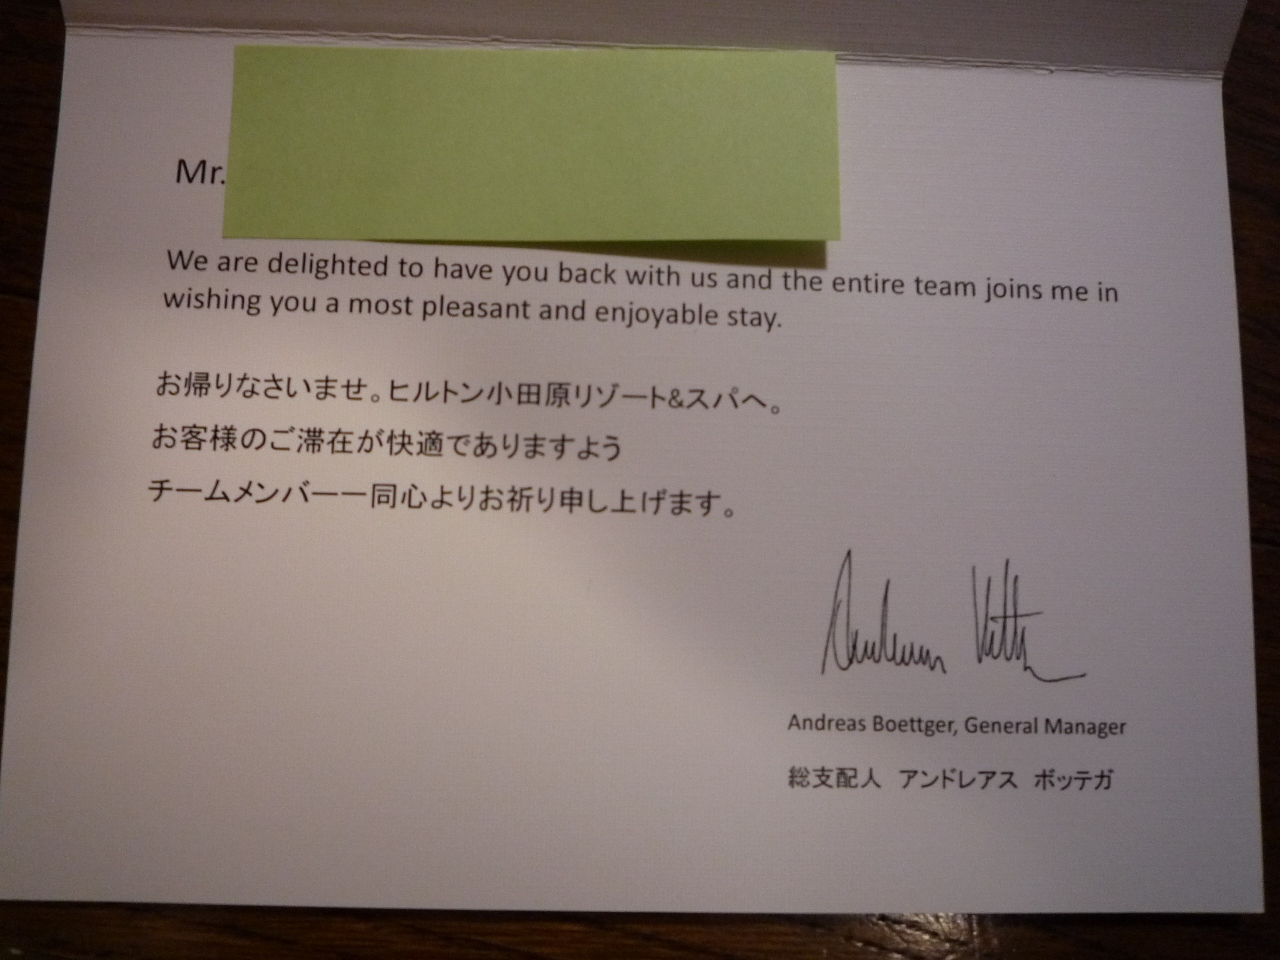 Mr.
We are delighted to have you back with us and the entire team joins me in
wishing you a most pleasant and enjoyable stay.
お帰りなさいませ。ヒルトン小田原リゾート&スパへ。
お客様のご滞在が快適でありますよう
チームメンバー一同心よりお祈り申し上げます。
Andreas Boettger, General Manager
総支配人 アンドレアス ボッテガ